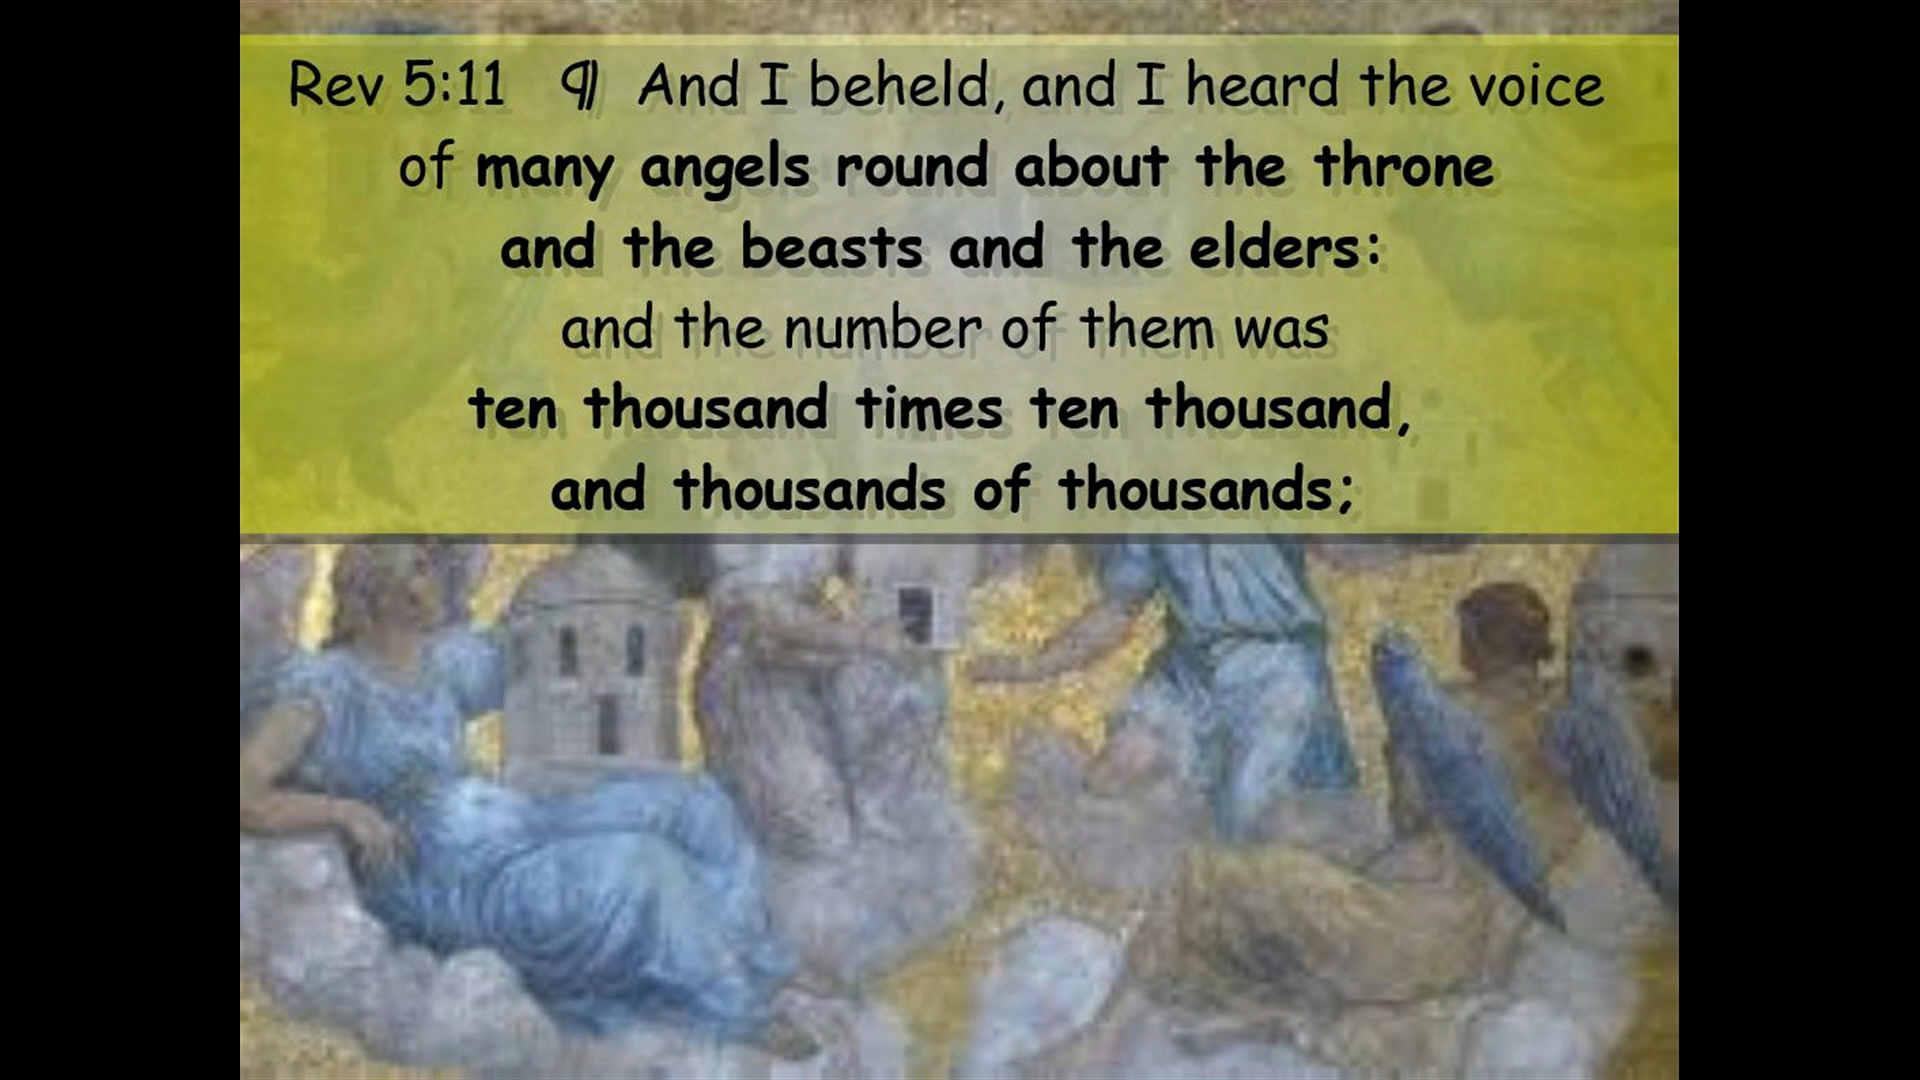 Rev 5:11 ¶ And I beheld, and I heard the voice
of many angels round about the throne
and the beasts and the elders:
and the number of them was
ten thousand times ten thousand,
and thousands of thousands;